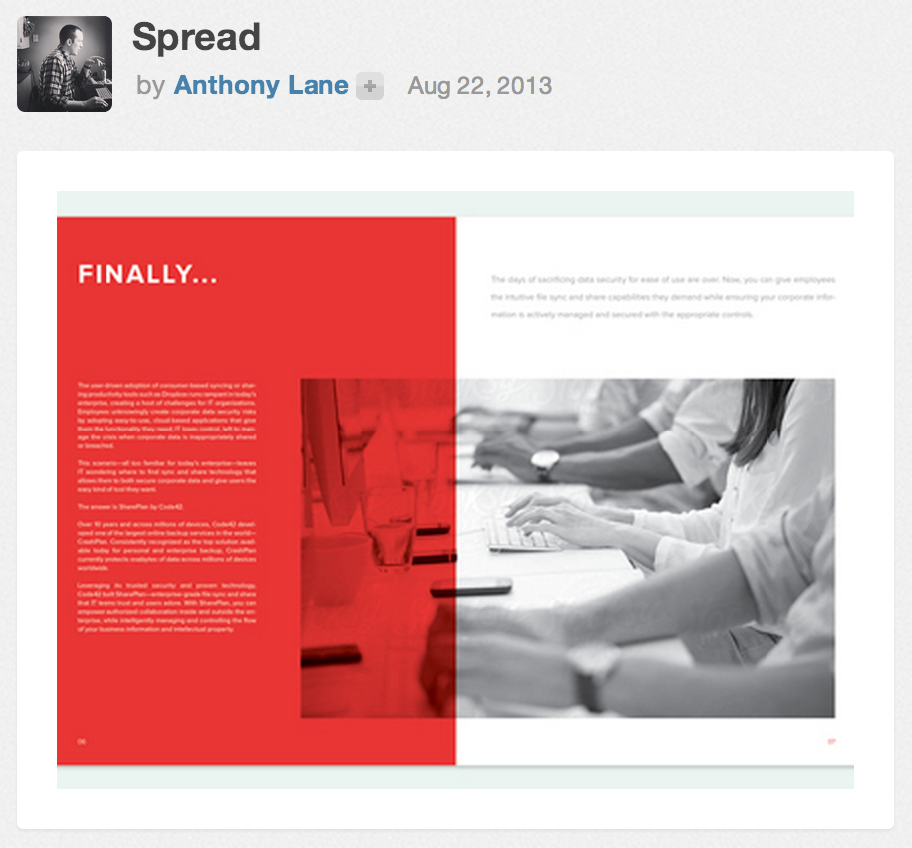 Spread
by Anthony Lane + Aug 22, 2013
FINALLY...
The days of sacrificing data security for ease of use are over. Now, you can give employees
the intuitive file sync and share capabilities they demand while ensuring your corporate infor-
mation is actively managed and secured with the appropriate controls.
The user-driven adoption of consumer-based syncing or shar-
ing productivity tools such as Dropbox runs rampant in today's
enterprise, creating a host of challenges for IT organizations.
Employees unknowingly create corporate data security risks
by adopting easy-to-use, cloud-based applications that give
them the functionality they need; IT loses control, left to man-
age the crisis when corporate data is inappropriately shared
or breached.
This scenario—all too familiar for today's enterprise—leaves
IT wondering where to find sync and share technology that
allows them to both secure corporate data and give users the
easy kind of tool they want.
The answer is SharePlan by Code42.
Over 10 years and across millions of devices, Code42 devel-
oped one of the largest online backup services in the world—
CrashPlan. Consistently recognized as the top solution avail-
able today for personal and enterprise backup, CrashPlan
currently protects exabytes of data across millions of devices
worldwide.
Leveraging its trusted security and proven technology,
Code42 built SharePlan—enterprise-grade file sync and share
that IT teams trust and users adore. With SharePlan, you can
empower authorized collaboration inside and outside the en-
terprise, while intelligently managing and controlling the flow
of your business information and intellectual property.
06
07